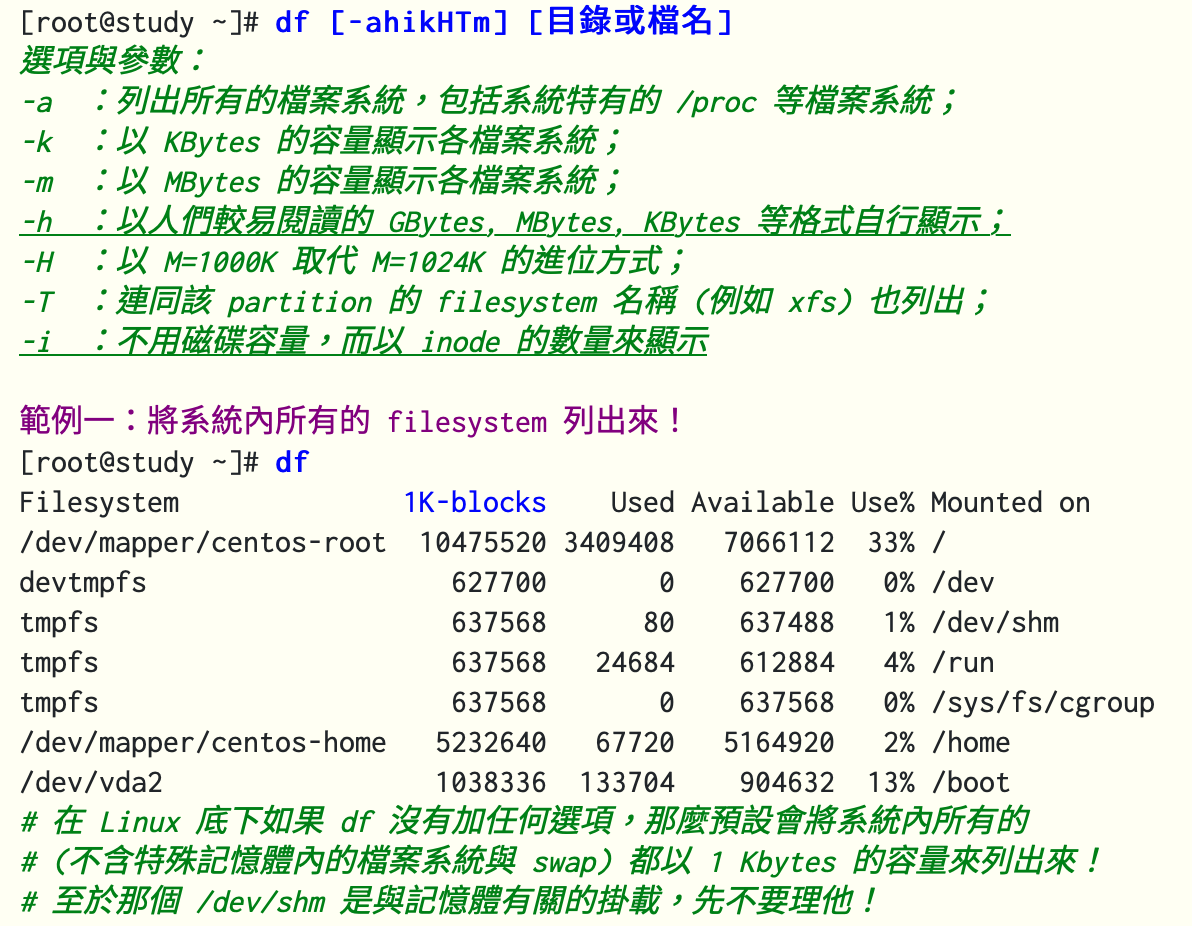 [root@study ~]# df [-ahikHTm] [目錄或檔名]
選項與參數：
-a  ：列出所有的檔案系統，包括系統特有的 /proc 等檔案系統；
-k  ：以 KBytes 的容量顯示各檔案系統；
-m  ：以 MBytes 的容量顯示各檔案系統；
-h  ：以人們較易閱讀的 GBytes, MBytes, KBytes 等格式自行顯示；
-H  ：以 M=1000K 取代 M=1024K 的進位方式；
-T  ：連同該 partition 的 filesystem 名稱 (例如 xfs) 也列出；
-i  ：不用磁碟容量，而以 inode 的數量來顯示
範例一：將系統內所有的 filesystem 列出來！
[root@study ~]# df
Filesystem              1K-blocks    Used Available Use% Mounted on
/dev/mapper/centos-root  10475520 3409408   7066112  33% /
devtmpfs                   627700       0    627700   0% /dev
tmpfs                      637568      80    637488   1% /dev/shm
tmpfs                      637568   24684    612884   4% /run
tmpfs                      637568       0    637568   0% /sys/fs/cgroup
/dev/mapper/centos-home   5232640   67720   5164920   2% /home
/dev/vda2                 1038336  133704    904632  13% /boot
# 在 Linux 底下如果 df 沒有加任何選項，那麼預設會將系統內所有的
# (不含特殊記憶體內的檔案系統與 swap) 都以 1 Kbytes 的容量來列出來！
# 至於那個 /dev/shm 是與記憶體有關的掛載，先不要理他！